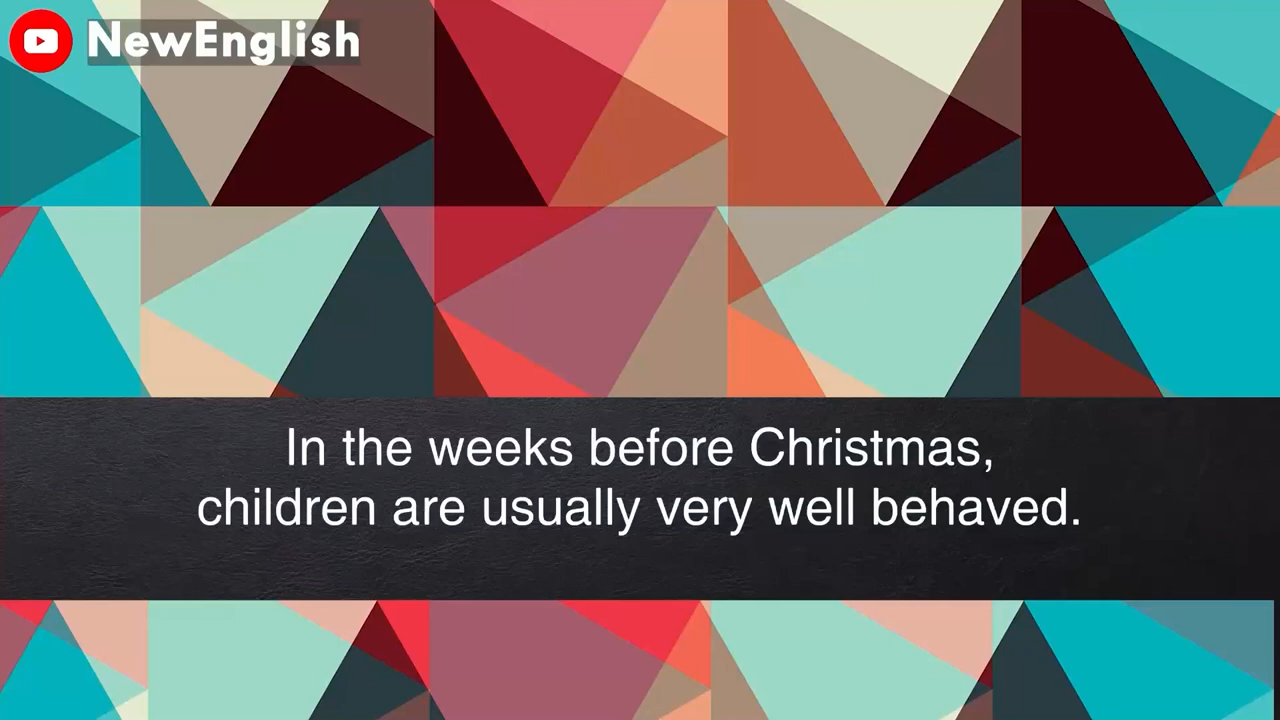 NewEnglish
In the weeks before Christmas,
children are usually very well behaved.